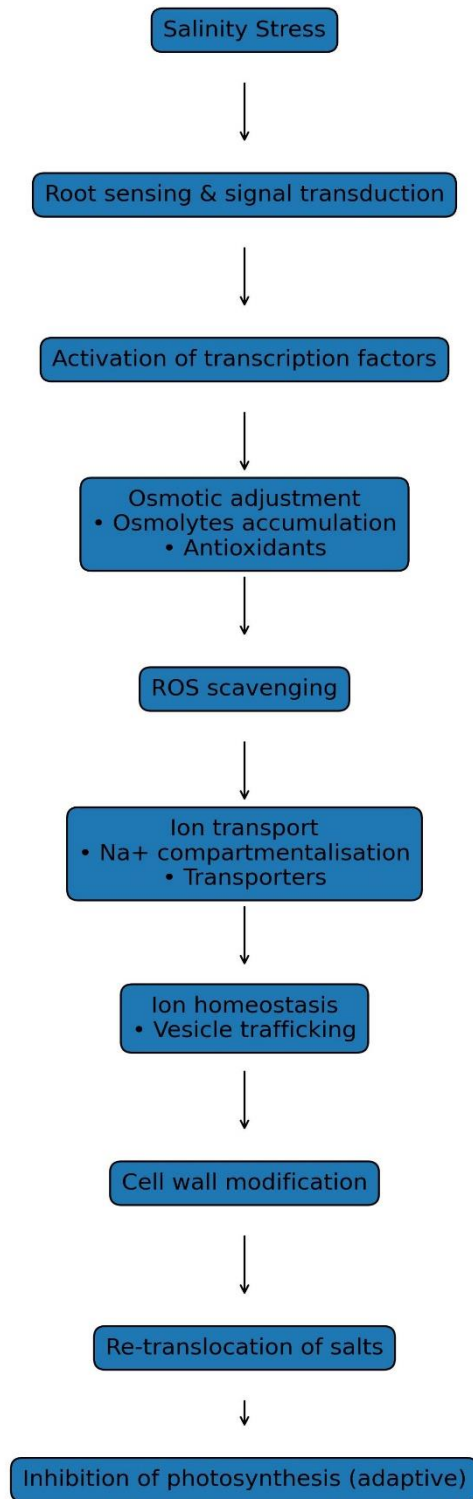 Salinity Stress
Root sensing & signal transduction
Activation of transcription factors
Osmotic adjustment
• Osmolytes accumulation
• Antioxidants
ROS scavenging
Ion transport
• Na+ compartmentalisation
• Transporters
Ion homeostasis
• Vesicle trafficking
Cell wall modification
Re-translocation of salts
Inhibition of photosynthesis (adaptive)